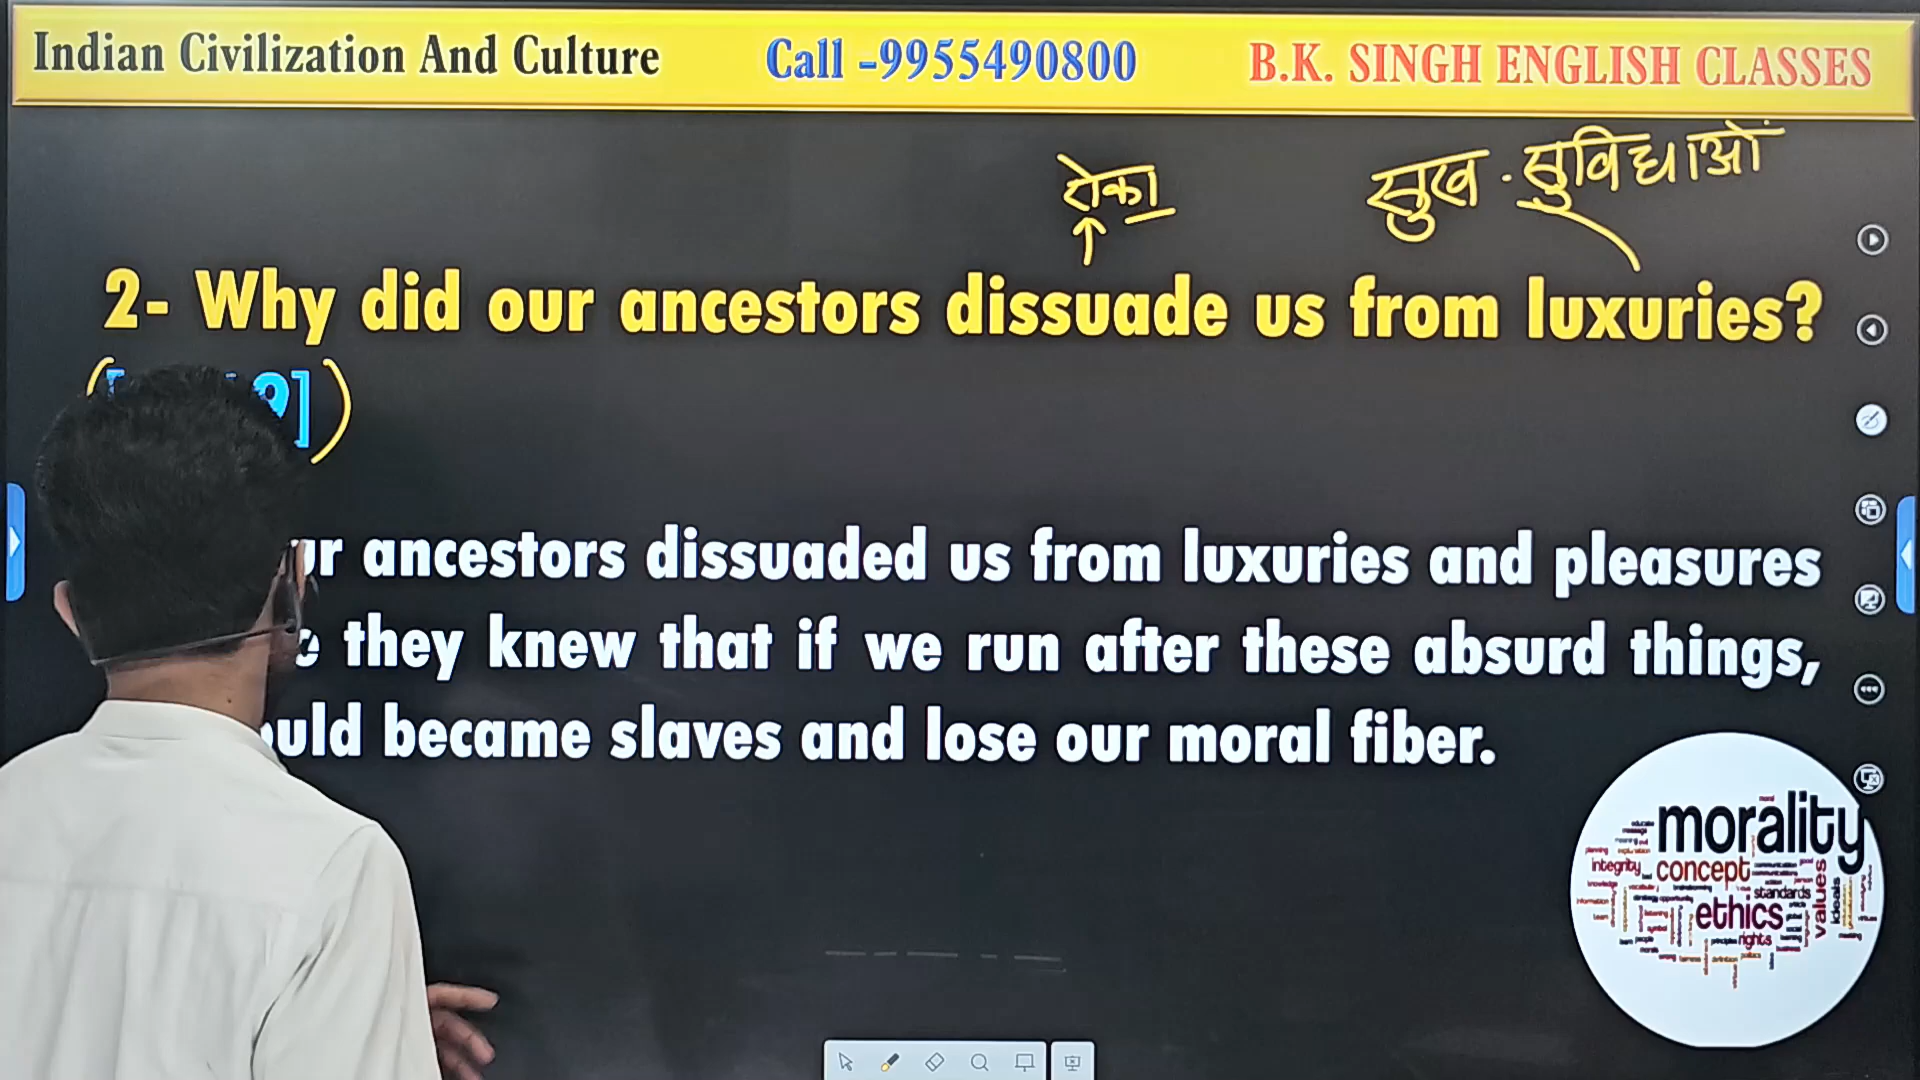 Indian Civilization And Culture Call -9955490800 B.K. SINGH ENGLISH CLASSES
रोका सुख - सुविधाओं
2- Why did our ancestors dissuade us from luxuries?
9])
ancestors dissuaded us from luxuries and pleasures
they knew that if we run after these absurd things,
became slaves and lose our moral fiber.
morality
integrity concept
standards
ethics
values
ideals
rights